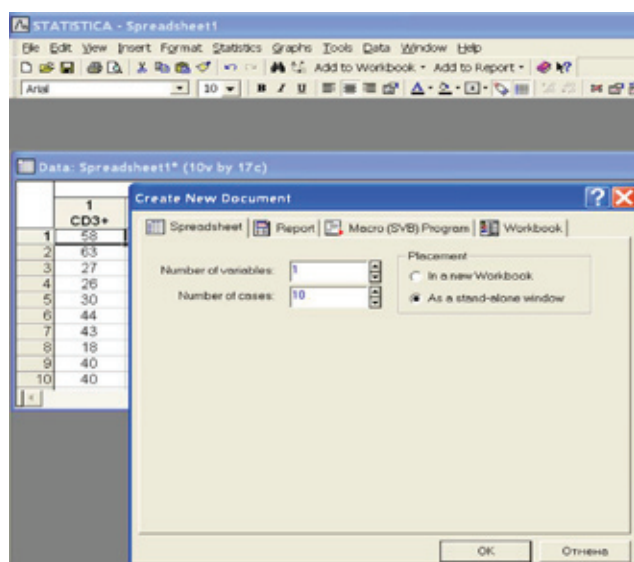 STATISTICA - Spreadsheet1
File Edit View Insert Format Statistics Graphs Tools Data Window Help
Add to Workbook Add to Report
Arial 10 B I U
Data: Spreadsheet1* (10v by 17c)
1
CD3+
1 58
2 63
3 27
4 26
5 30
6 44
7 43
8 18
9 40
10 40
Create New Document
Spreadsheet Report Macro (SVB) Program Workbook
Number of variables: 1
Number of cases: 10
Placement
In a new Workbook
As a stand-alone window
OK Отмена